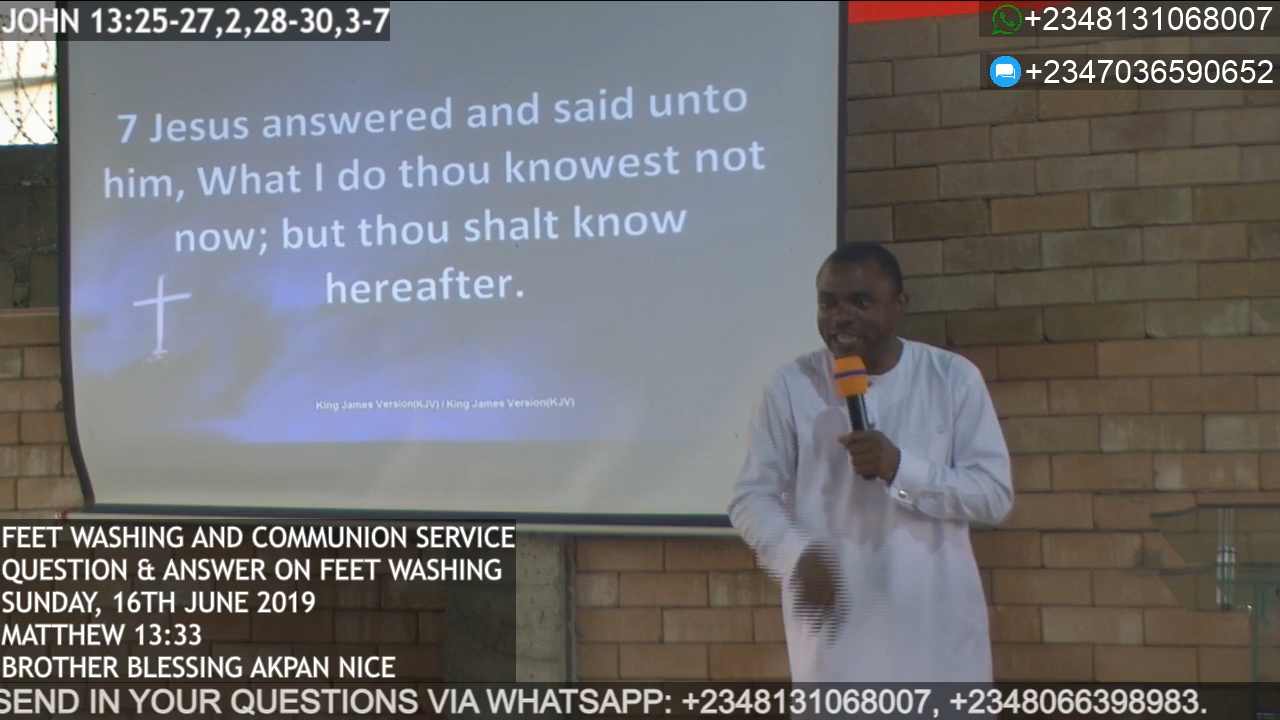 JOHN 13:25-27,2,28-30,3-7
+2348131068007
+2347036590652
7 Jesus answered and said unto
him, What I do thou knowest not
now; but thou shalt know
hereafter.
King James Version(KJV) / King James Version(KJV)
FEET WASHING AND COMMUNION SERVICE
QUESTION & ANSWER ON FEET WASHING
SUNDAY, 16TH JUNE 2019
MATTHEW 13:33
BROTHER BLESSING AKPAN NICE
SEND IN YOUR QUESTIONS VIA WHATSAPP: +2348131068007, +2348066398983.